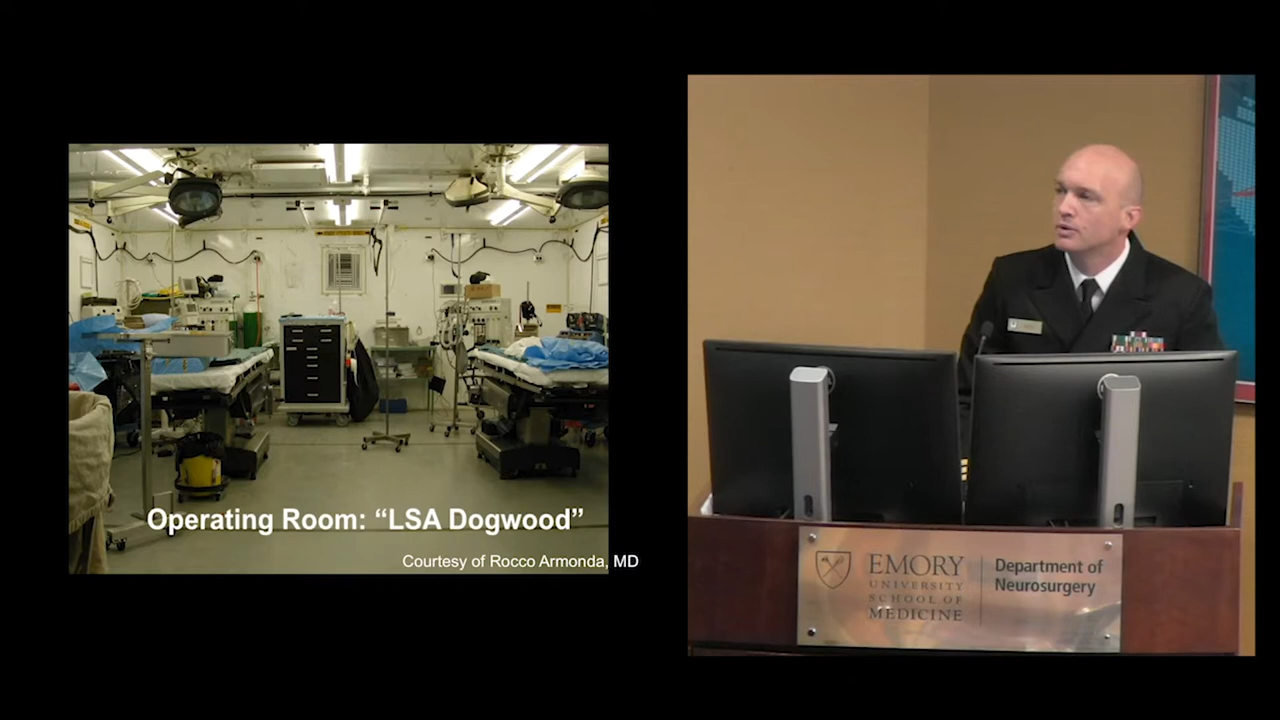 Operating Room: “LSA Dogwood”
Courtesy of Rocco Armonda, MD
EMORY
UNIVERSITY
SCHOOL OF
MEDICINE
Department of
Neurosurgery